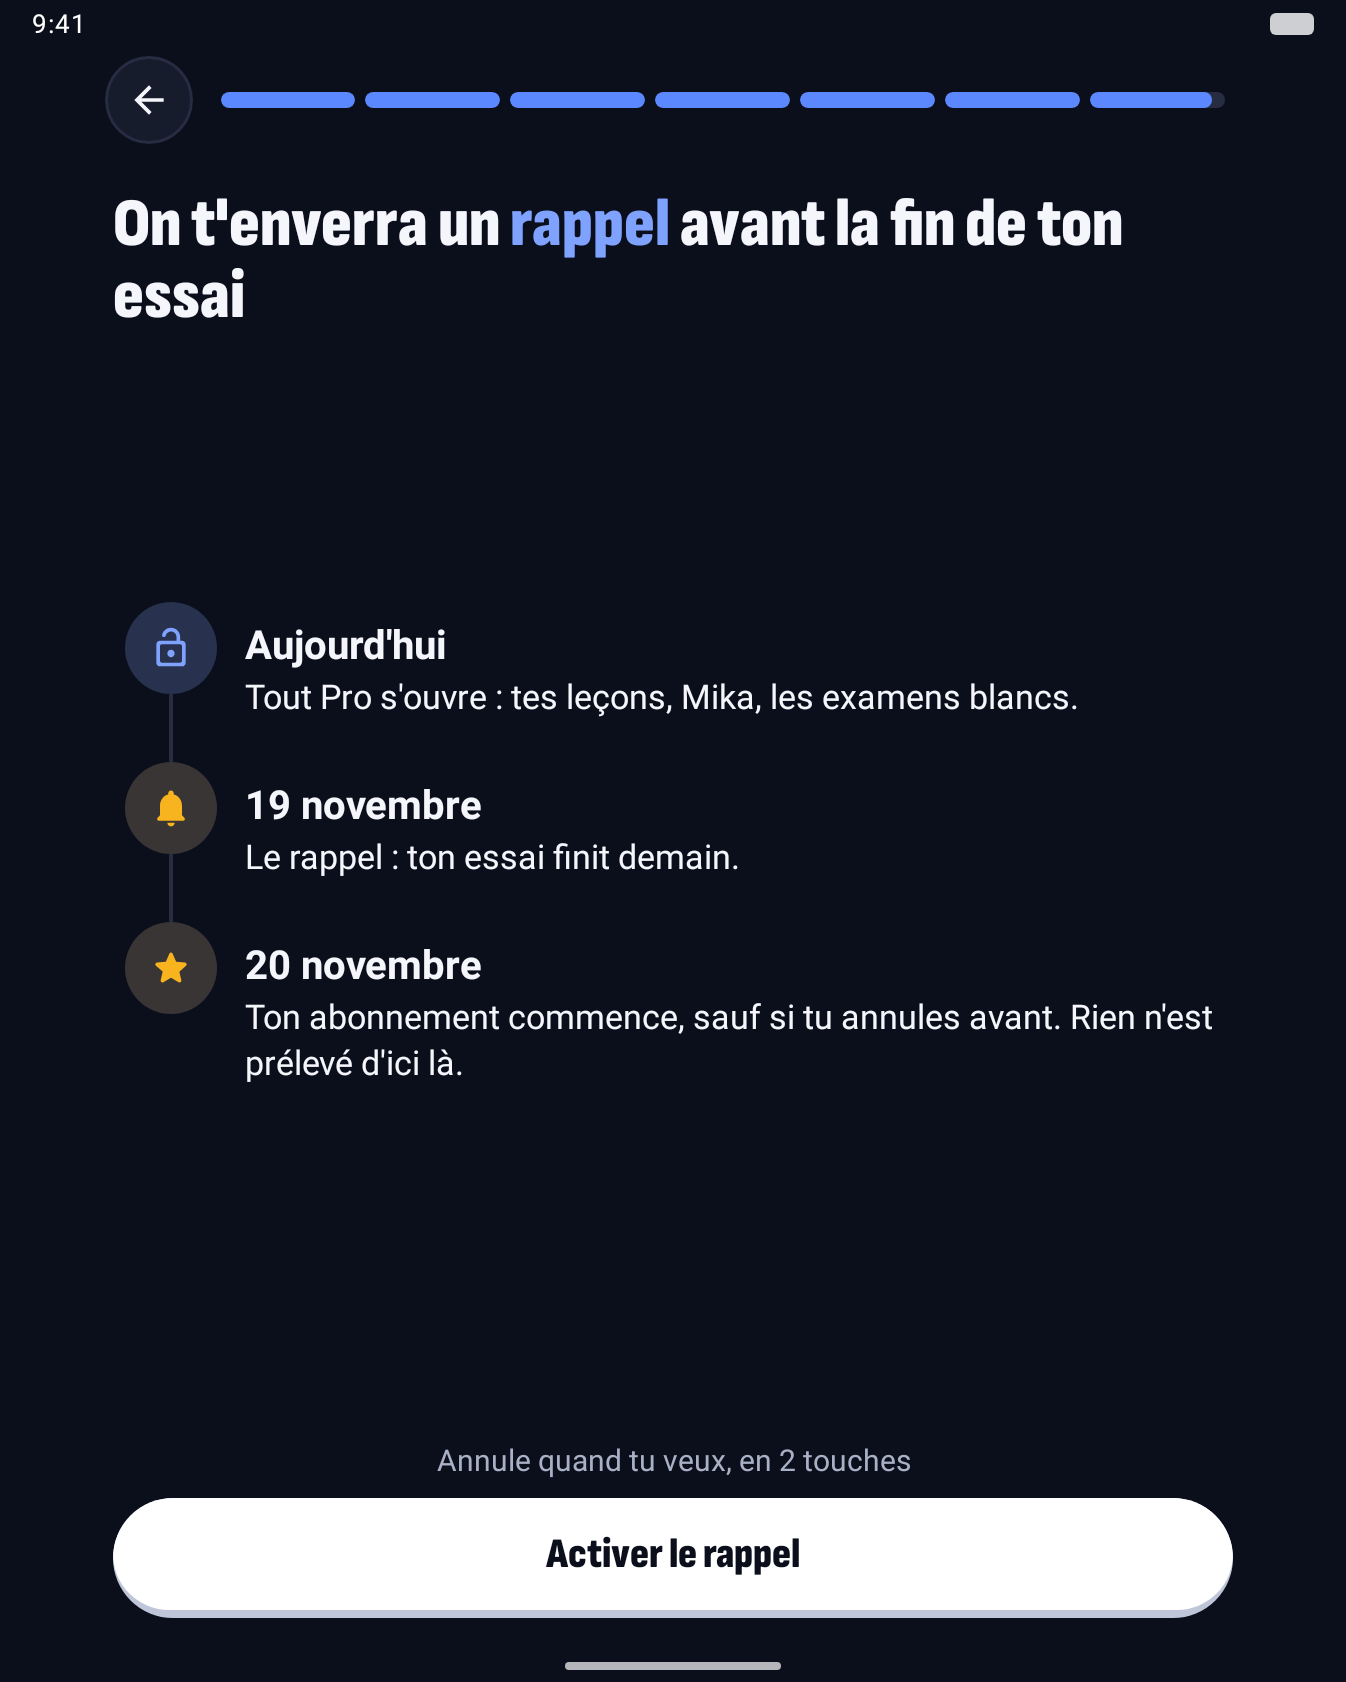 9:41
On t'enverra un rappel avant la fin de ton
essai
Aujourd'hui
Tout Pro s'ouvre : tes leçons, Mika, les examens blancs.
19 novembre
Le rappel : ton essai finit demain.
20 novembre
Ton abonnement commence, sauf si tu annules avant. Rien n'est
prélevé d'ici là.
Annule quand tu veux, en 2 touches
Activer le rappel